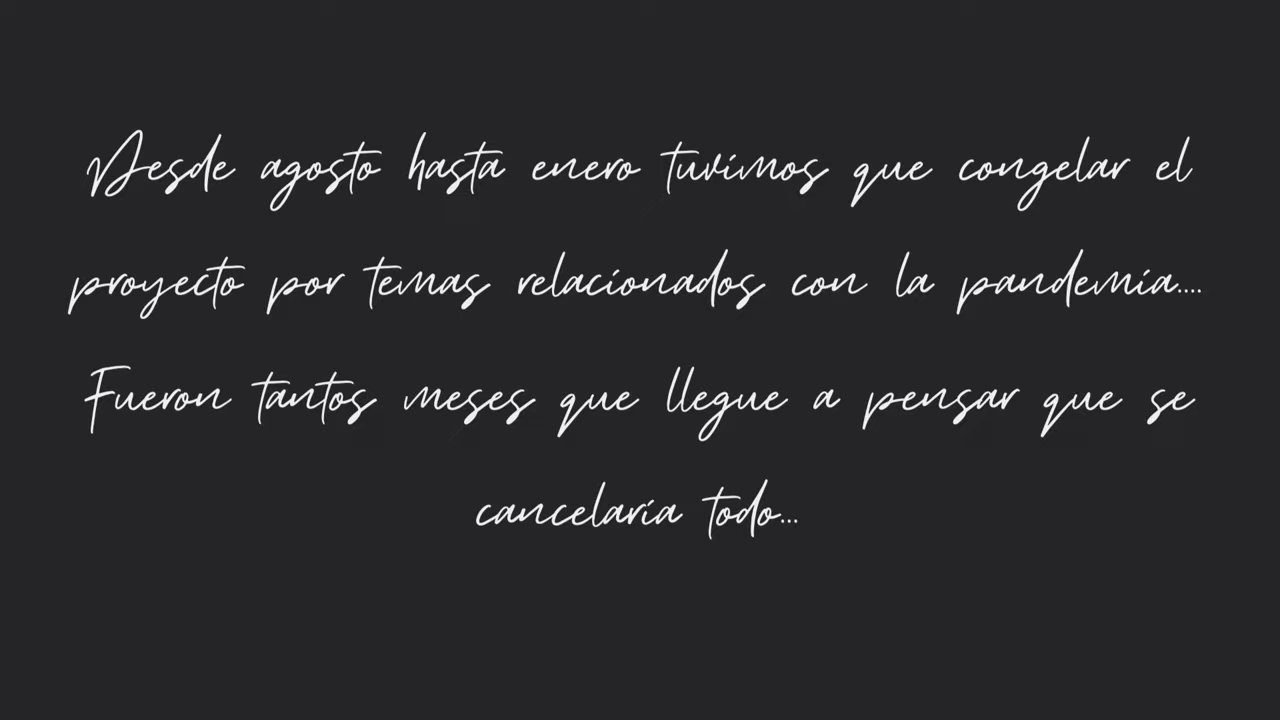 Desde agosto hasta enero tuvimos que congelar el
proyecto por temas relacionados con la pandemia....
Fueron tantos meses que llegue a pensar que se
cancelaría todo...